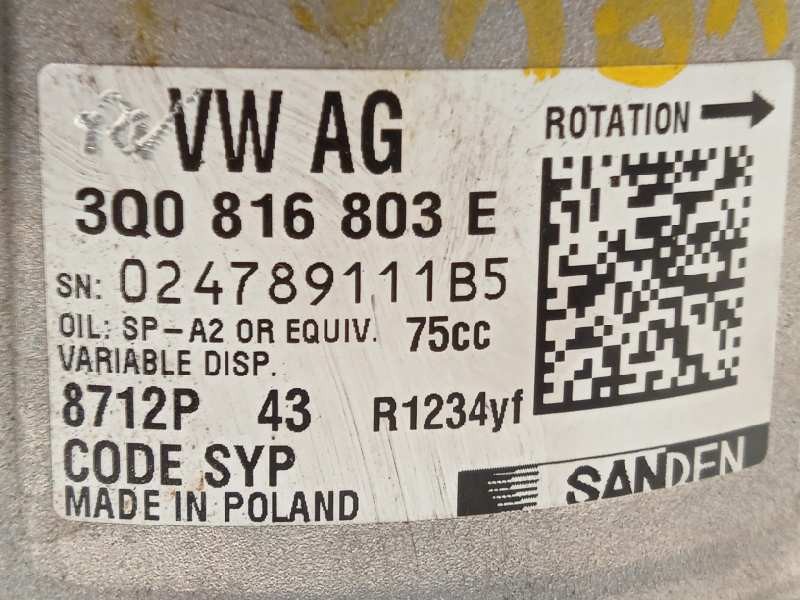 VW AG
ROTATION
3Q0 816 803 E
SN: 024789111B5
OIL: SP-A2 OR EQUIV. 75cc
VARIABLE DISP.
8712P 43 R1234yf
CODE SYP
SANDEN
MADE IN POLAND